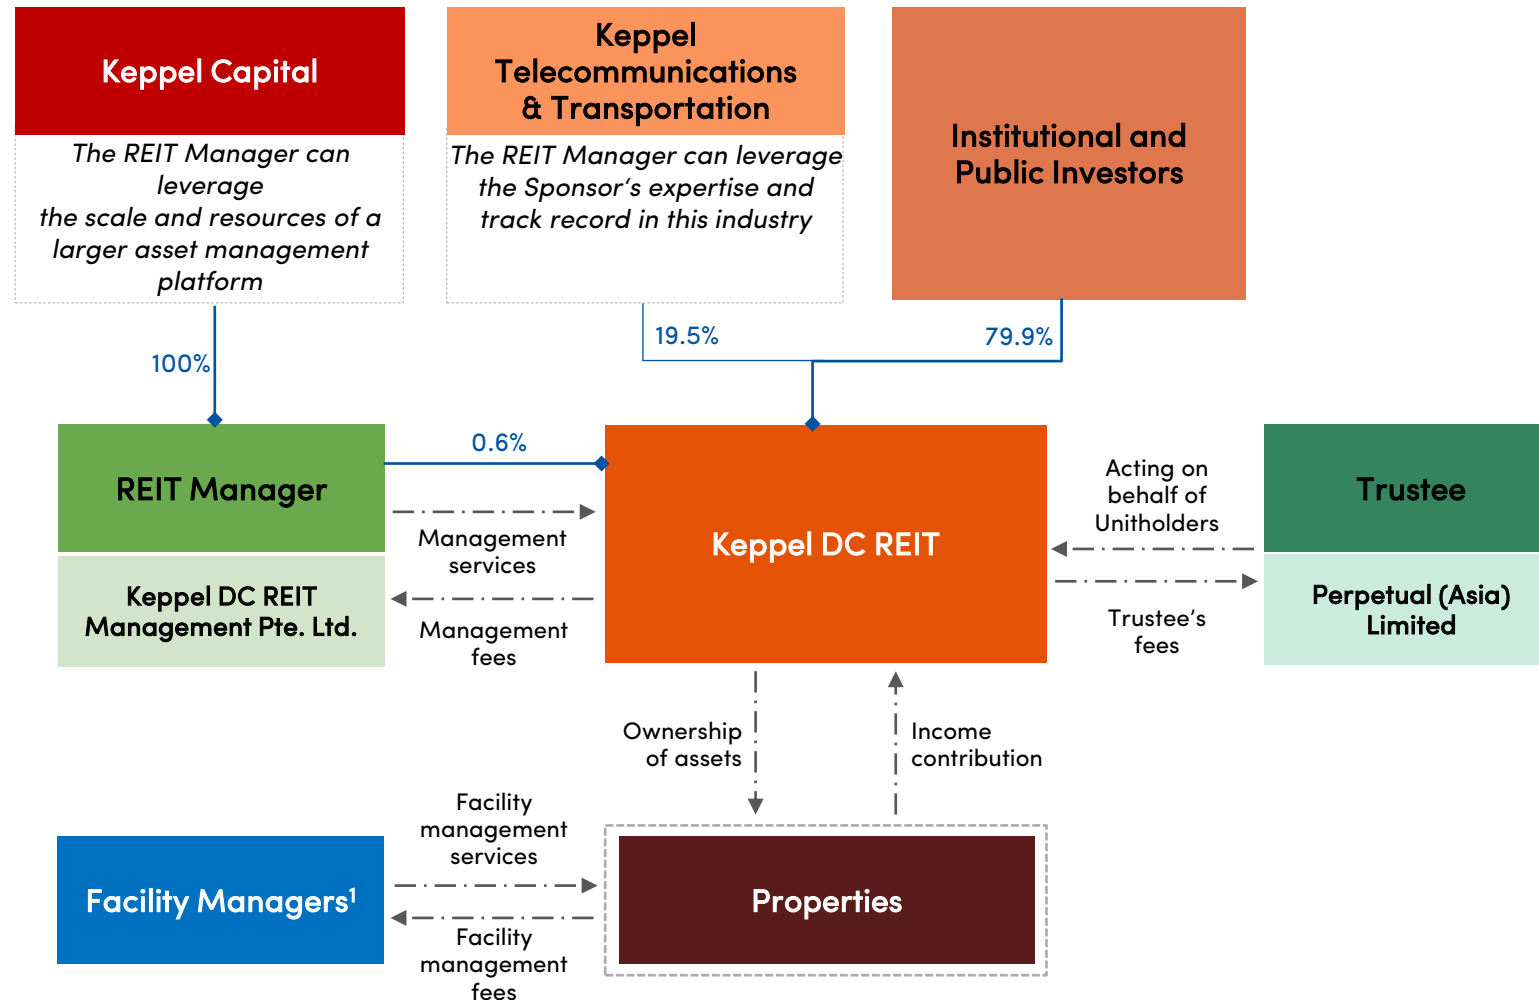 Keppel Capital
The REIT Manager can
leverage
the scale and resources of a
larger asset management
platform
Keppel
Telecommunications
& Transportation
The REIT Manager can leverage
the Sponsor's expertise and
track record in this industry
Institutional and
Public Investors
100%
19.5%
79.9%
REIT Manager
Keppel DC REIT
Management Pte. Ltd.
0.6%
Management
services
Management
fees
Keppel DC REIT
Acting on
behalf of
Unitholders
Trustee's
fees
Trustee
Perpetual (Asia)
Limited
Ownership
of assets
Income
contribution
Facility Managers¹
Facility
management
services
Facility
management
fees
Properties